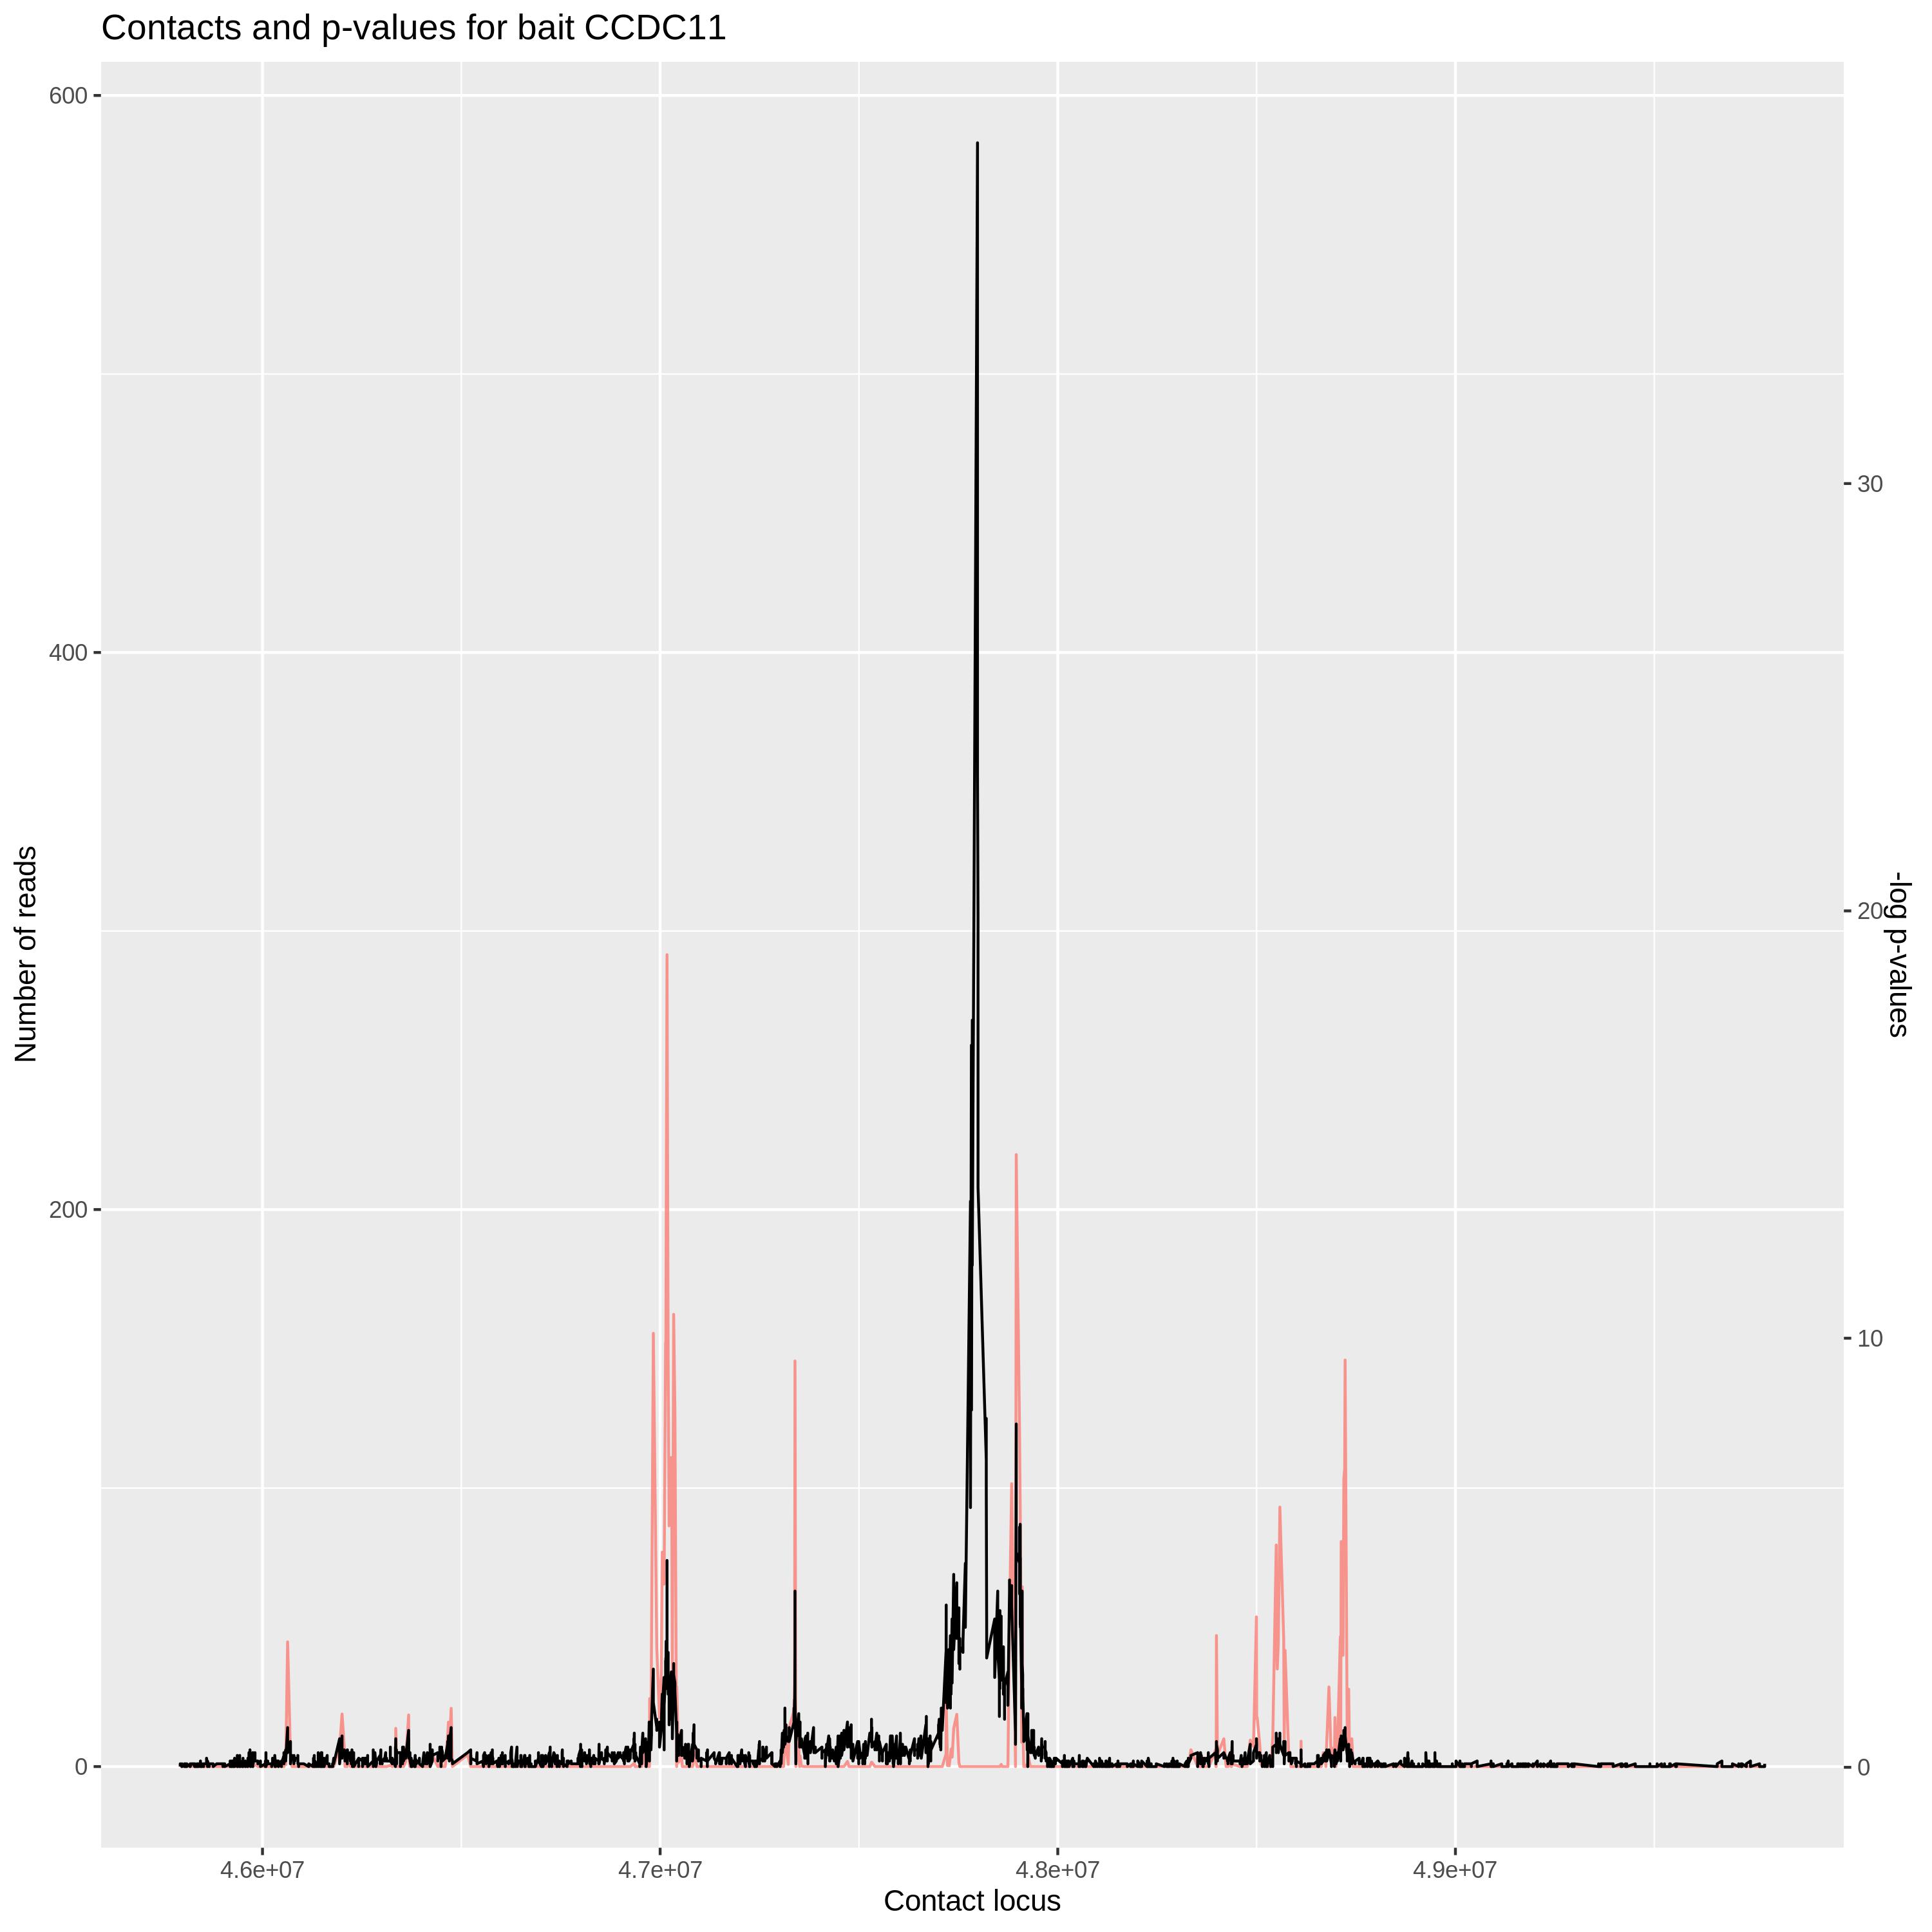 Contacts and p-values for bait CCDC11
600
400
200
0
Number of reads
30
20
10
0
-log p-values
4.6e+07
4.7e+07
4.8e+07
4.9e+07
Contact locus